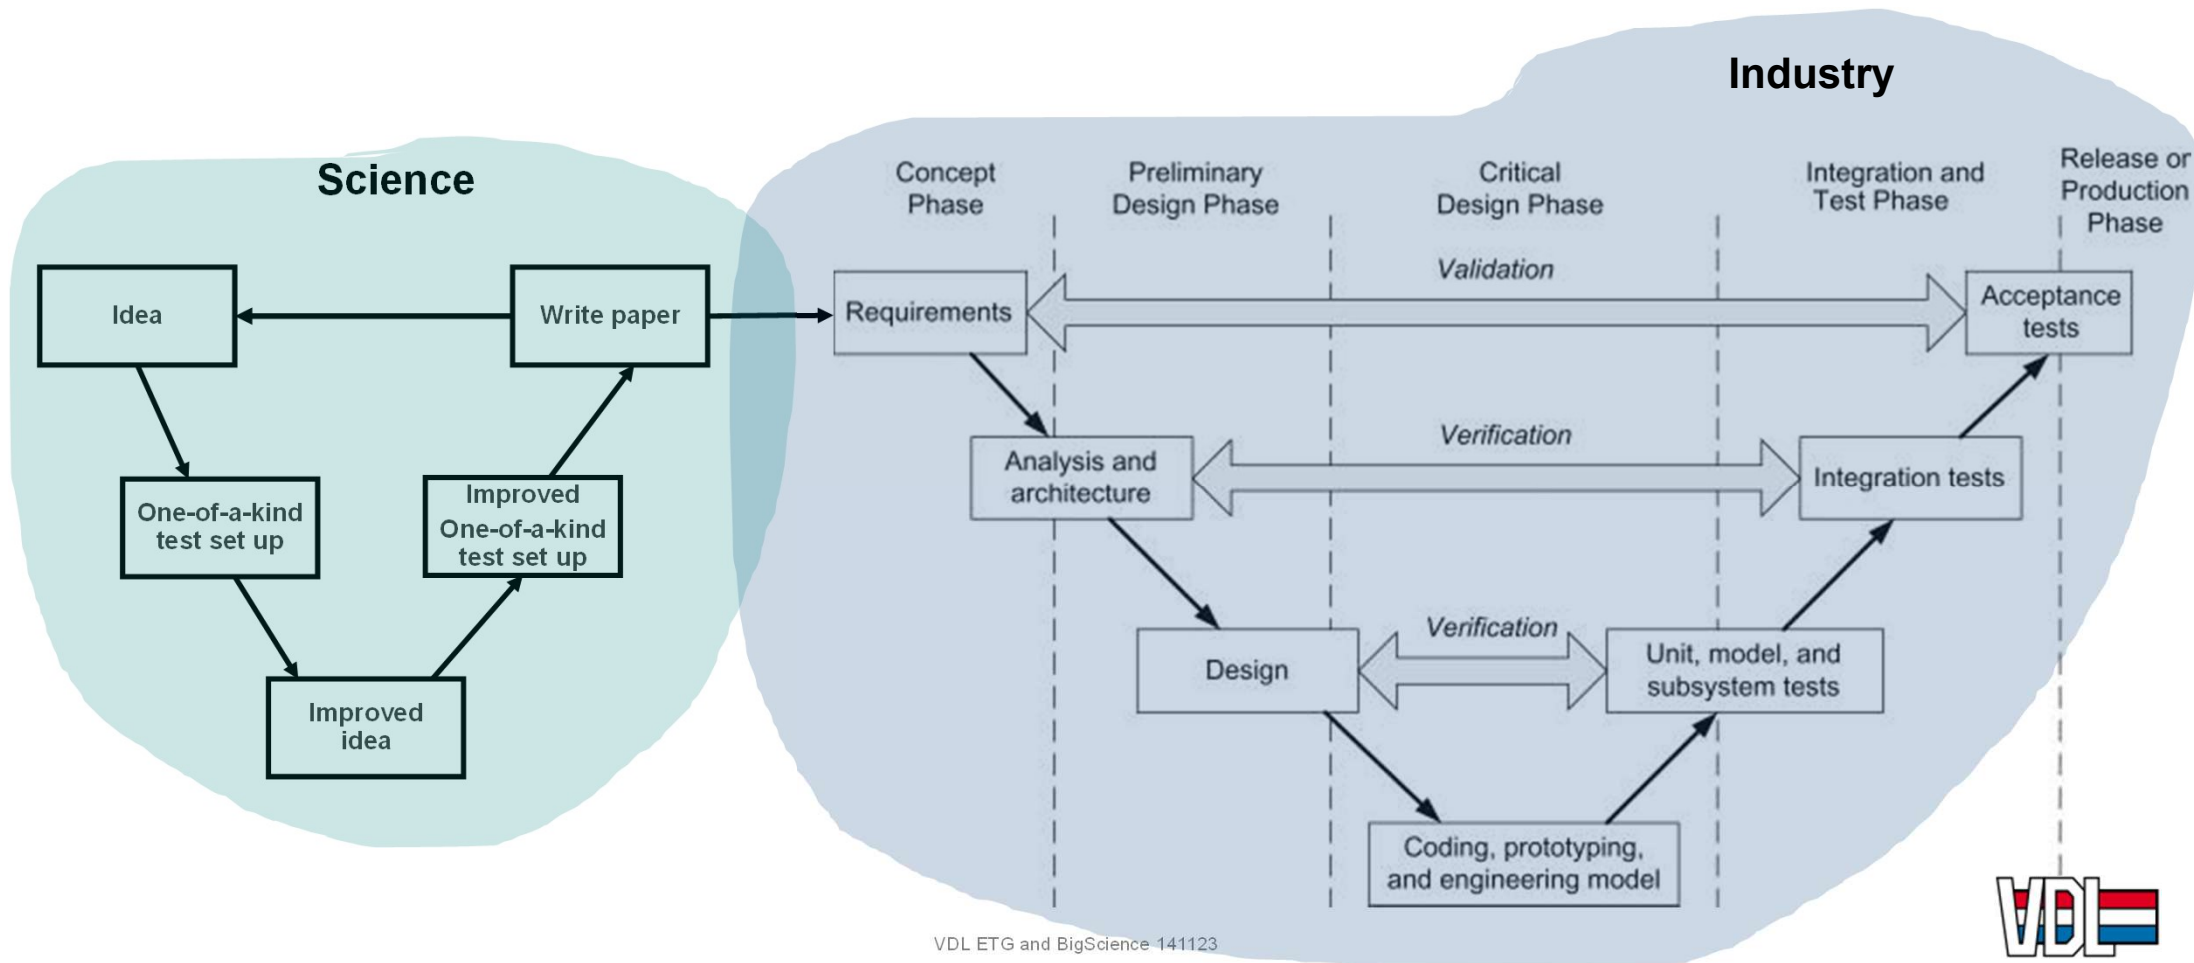 Industry
Science
Concept
Phase
Preliminary
Design Phase
Critical
Design Phase
Integration and
Test Phase
Release or
Production
Phase
Idea
Write paper
One-of-a-kind
test set up
Improved
One-of-a-kind
test set up
Improved
idea
Validation
Requirements
Acceptance
tests
Verification
Analysis and
architecture
Integration tests
Verification
Design
Unit, model, and
subsystem tests
Coding, prototyping,
and engineering model
VDL ETG and BigScience 141123
VDL